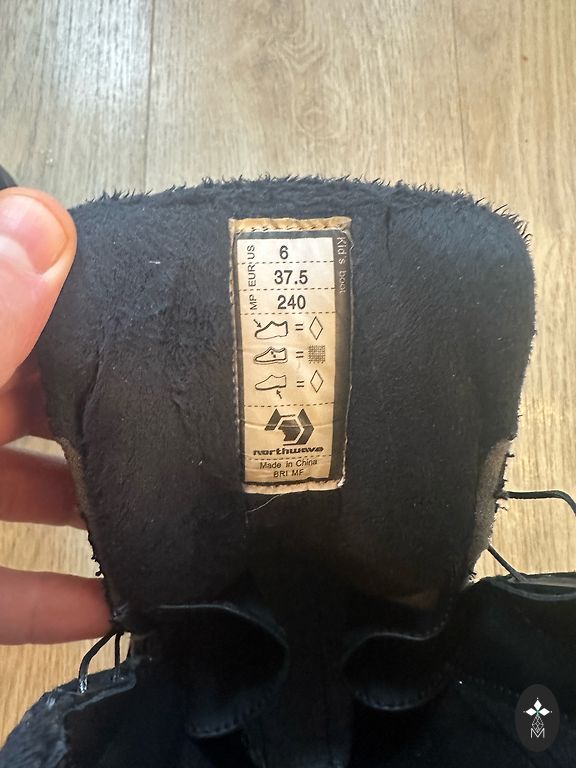 US 6
EUR 37.5
MP 240
Kid's boot
=
=
=
northwave
Made in China
BRI MF
M